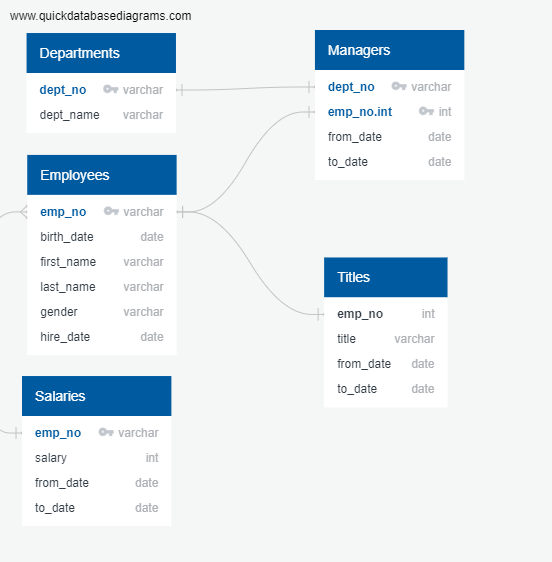 www.quickdatabasediagrams.com
Departments
dept_no varchar
dept_name varchar
Managers
dept_no varchar
emp_no.int int
from_date date
to_date date
Employees
emp_no varchar
birth_date date
first_name varchar
last_name varchar
gender varchar
hire_date date
Titles
emp_no int
title varchar
from_date date
to_date date
Salaries
emp_no varchar
salary int
from_date date
to_date date